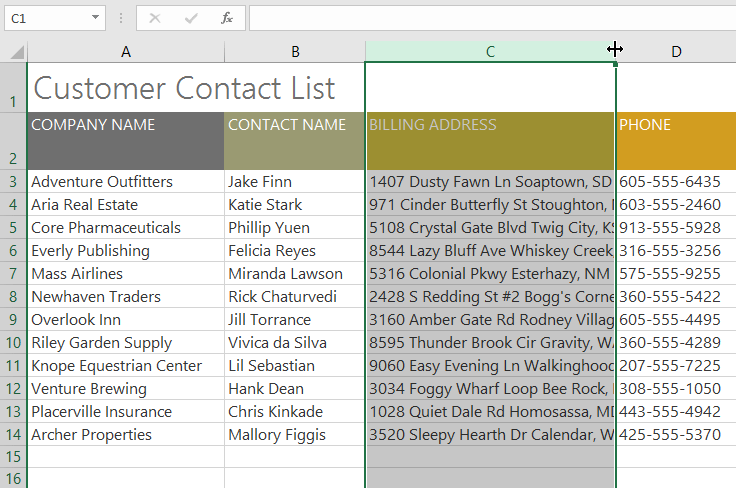 C1 fx
A B C D
1 Customer Contact List
2 COMPANY NAME CONTACT NAME BILLING ADDRESS PHONE
3 Adventure Outfitters Jake Finn 1407 Dusty Fawn Ln Soaptown, SD 605-555-6435
4 Aria Real Estate Katie Stark 971 Cinder Butterfly St Stoughton, 603-555-2460
5 Core Pharmaceuticals Phillip Yuen 5108 Crystal Gate Blvd Twig City, KS 913-555-5928
6 Everly Publishing Felicia Reyes 8544 Lazy Bluff Ave Whiskey Creek, 316-555-3256
7 Mass Airlines Miranda Lawson 5316 Colonial Pkwy Esterhazy, NM 575-555-9255
8 Newhaven Traders Rick Chaturvedi 2428 S Redding St #2 Bogg's Corne 360-555-5422
9 Overlook Inn Jill Torrance 3160 Amber Gate Rd Rodney Villag 605-555-4495
10 Riley Garden Supply Vivica da Silva 8595 Thunder Brook Cir Gravity, WA 360-555-4289
11 Knope Equestrian Center Lil Sebastian 9060 Easy Evening Ln Walkinghood 207-555-7225
12 Venture Brewing Hank Dean 3034 Foggy Wharf Loop Bee Rock, 308-555-1050
13 Placerville Insurance Chris Kinkade 1028 Quiet Dale Rd Homosassa, MD 443-555-4942
14 Archer Properties Mallory Figgis 3520 Sleepy Hearth Dr Calendar, W 425-555-5370
15
16